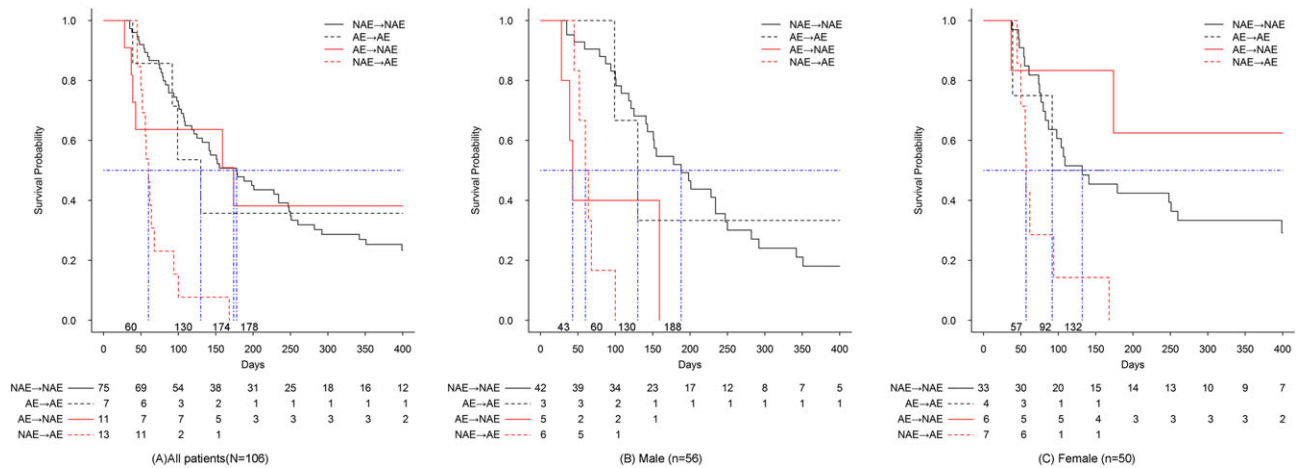 NAE→NAE
AE→AE
AE→NAE
NAE→AE
Survival Probability
1.0
0.8
0.6
0.4
0.2
0.0
60 130 174 178
0 50 100 150 200 250 300 350 400
Days
NAE→NAE 75 69 54 38 31 25 18 16 12
AE→AE 7 6 3 2 1 1 1 1 1
AE→NAE 11 7 7 5 3 3 3 3 2
NAE→AE 13 11 2 1
(A)All patients(N=106)
NAE→NAE
AE→AE
AE→NAE
NAE→AE
Survival Probability
1.0
0.8
0.6
0.4
0.2
0.0
43 60 130 188
0 50 100 150 200 250 300 350 400
Days
NAE→NAE 42 39 34 23 17 12 8 7 5
AE→AE 3 3 2 1 1 1 1 1 1
AE→NAE 5 2 2 1
NAE→AE 6 5 1
(B) Male (n=56)
NAE→NAE
AE→AE
AE→NAE
NAE→AE
Survival Probability
1.0
0.8
0.6
0.4
0.2
0.0
57 92 132
0 50 100 150 200 250 300 350 400
Days
NAE→NAE 33 30 20 15 14 13 10 9 7
AE→AE 4 3 1 1
AE→NAE 6 5 5 4 3 3 3 3 2
NAE→AE 7 6 1 1
(C) Female (n=50)